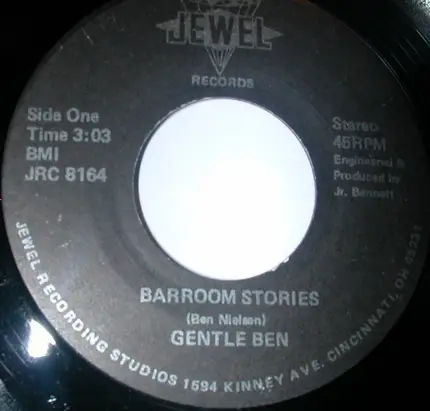 JEWEL
RECORDS
Side One
Time 3:03
BMI
JRC 8164
Stereo
45RPM
Engineered &
Produced by
Jr. Bennett
BARROOM STORIES
(Ben Nielsen)
GENTLE BEN
JEWEL RECORDING STUDIOS 1594 KINNEY AVE. CINCINNATI, OH 45231